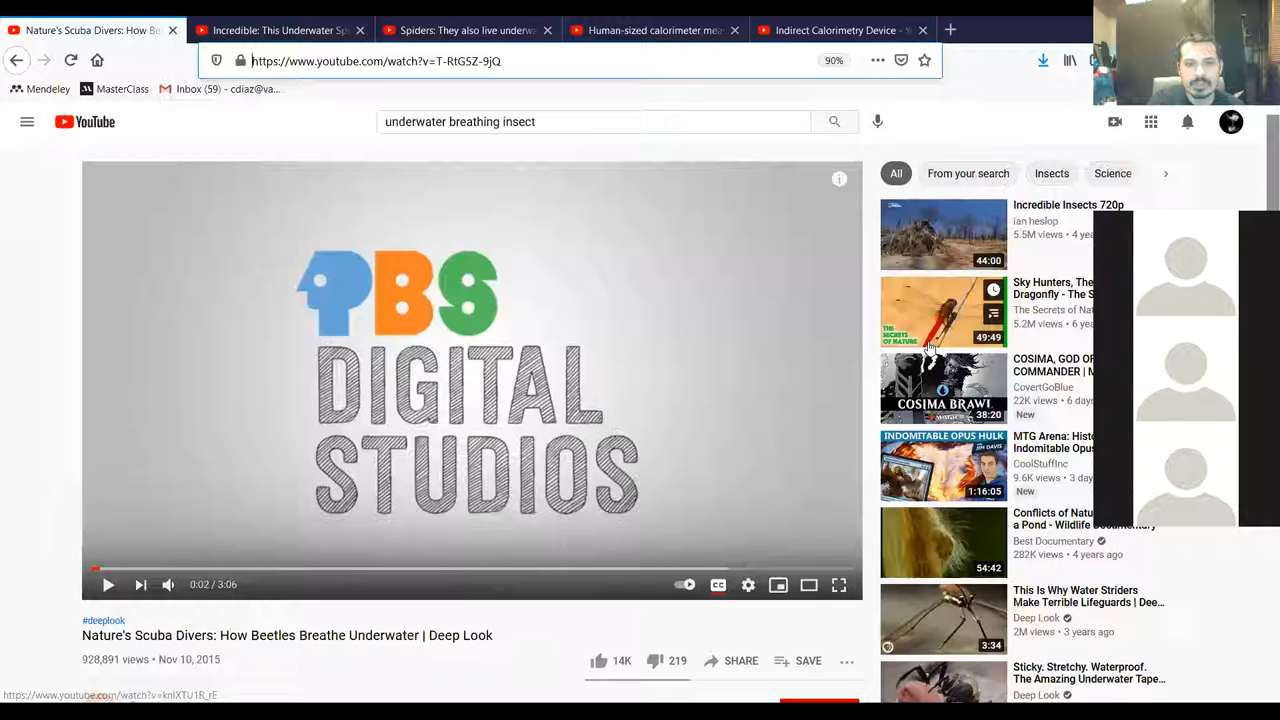 Nature's Scuba Divers: How Be
Incredible: This Underwater Sp
Spiders: They also live underwa
Human-sized calorimeter mea
Indirect Calorimetry Device - Y
https://www.youtube.com/watch?v=T-RtG5Z-9jQ
90%
Mendeley
MasterClass
Inbox (59) - cdiaz@va...
YouTube
underwater breathing insect
All
From your search
Insects
Science
PBS
DIGITAL
STUDIOS
0:02 / 3:06
CC
#deeplook
Nature's Scuba Divers: How Beetles Breathe Underwater | Deep Look
928,891 views • Nov 10, 2015
14K
219
SHARE
SAVE
https://www.youtube.com/watch?v=knlXTU1R_rE
44:00
Incredible Insects 720p
ian heslop
5.5M views • 4 yea
THE
SECRETS
OF NATURE
49:49
Sky Hunters, The
Dragonfly - The S
The Secrets of Nat
5.2M views • 6 yea
COSIMA BRAWL
38:20
COSIMA, GOD OF
COMMANDER | M
CovertGoBlue
22K views • 6 days
New
INDOMITABLE OPUS HULK
JIM DAVIS
1:16:05
MTG Arena: Histo
Indomitable Opus
CoolStuffInc
9.6K views • 3 day
New
54:42
Conflicts of Natu
a Pond - Wildlife Documentary
Best Documentary
282K views • 4 years ago
3:34
This Is Why Water Striders
Make Terrible Lifeguards | Dee...
Deep Look
2M views • 3 years ago
Sticky. Stretchy. Waterproof.
The Amazing Underwater Tape...
Deep Look